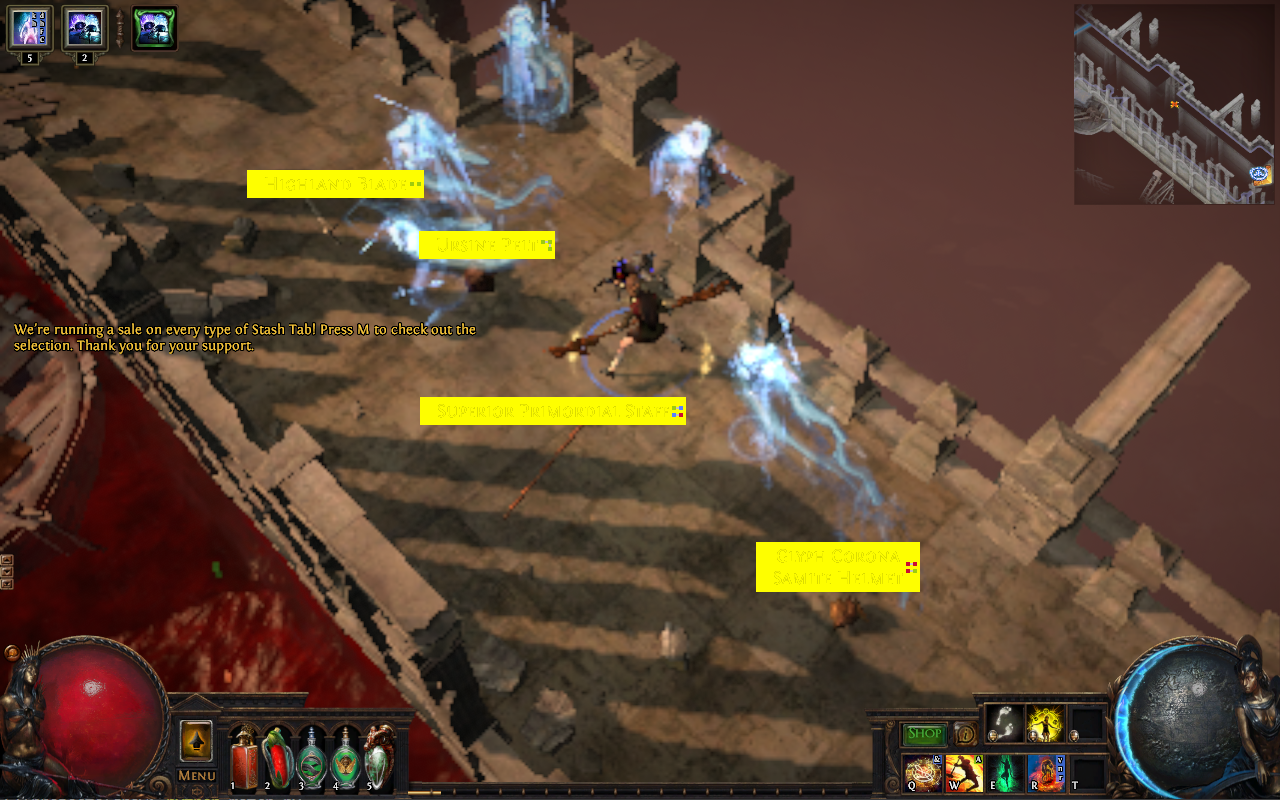 5
2
Highland Blade
Ursine Pelt
We're running a sale on every type of Stash Tab! Press M to check out the
selection. Thank you for your support.
Superior Primordial Staff
Glyph Corona
Samite Helmet
Shop
Menu
1 2 3 4 5
Q W E R T